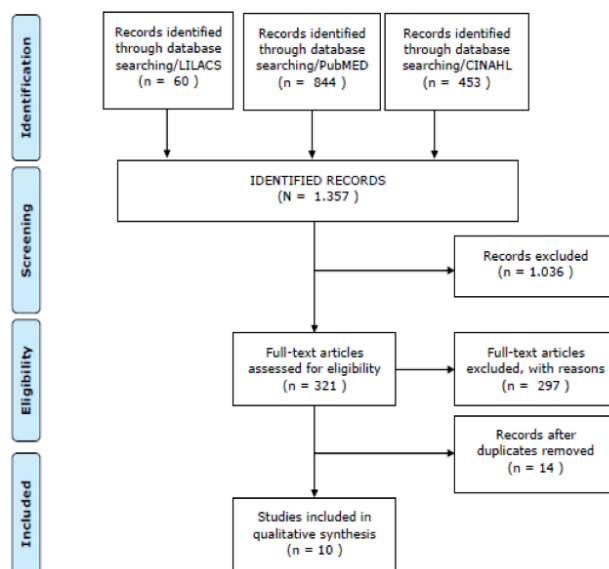 Identification
Records identified
through database
searching/LILACS
(n = 60 )
Records identified
through database
searching/PubMED
(n = 844 )
Records identified
through database
searching/CINAHL
(n = 453 )
Screening
IDENTIFIED RECORDS
(N = 1.357 )
Records excluded
(n = 1.036 )
Eligibility
Full-text articles
assessed for eligibility
(n = 321 )
Full-text articles
excluded, with reasons
(n = 297 )
Records after
duplicates removed
(n = 14 )
Included
Studies included in
qualitative synthesis
(n = 10 )